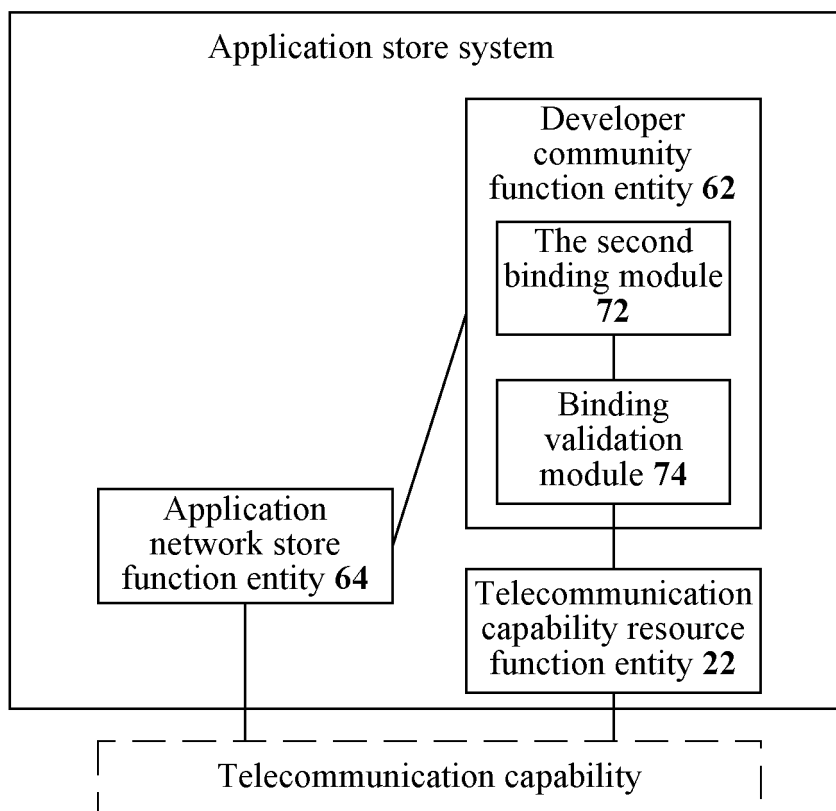 Application store system
Developer
community
function entity 62
The second
binding module
72
Binding
validation
module 74
Application
network store
function entity 64
Telecommunication
capability resource
function entity 22
Telecommunication capability